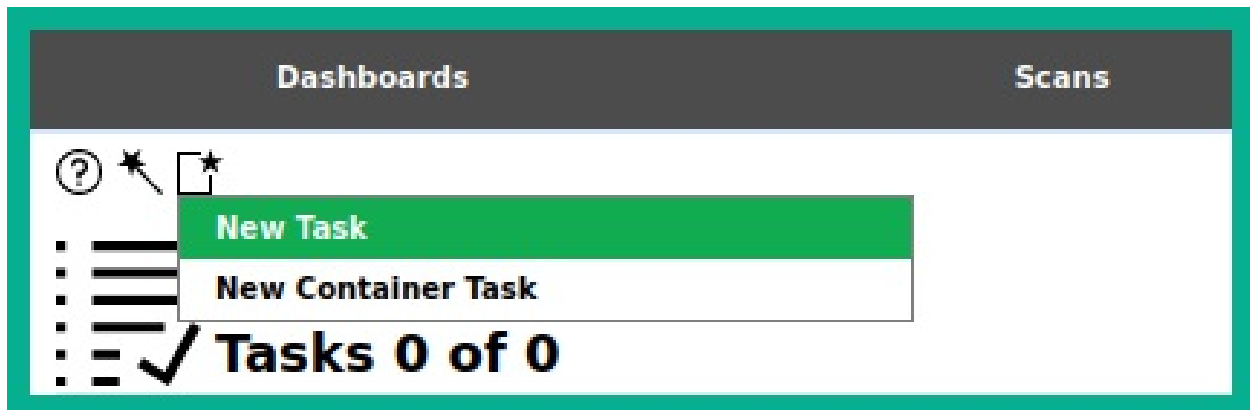 Dashboards Scans
?
New Task
New Container Task
Tasks 0 of 0